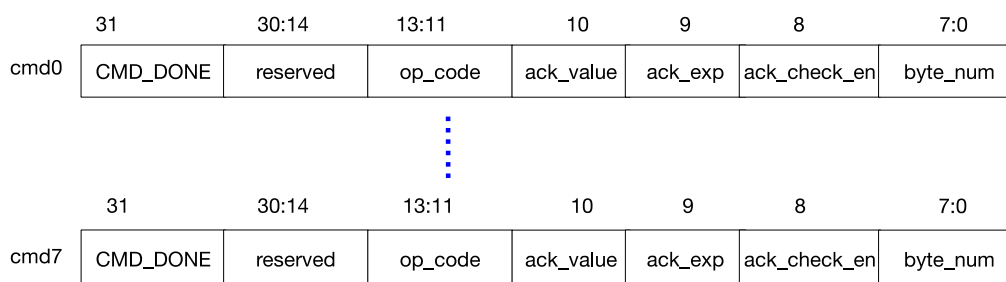 31 30:14 13:11 10 9 8 7:0
cmd0 CMD_DONE reserved op_code ack_value ack_exp ack_check_en byte_num
31 30:14 13:11 10 9 8 7:0
cmd7 CMD_DONE reserved op_code ack_value ack_exp ack_check_en byte_num